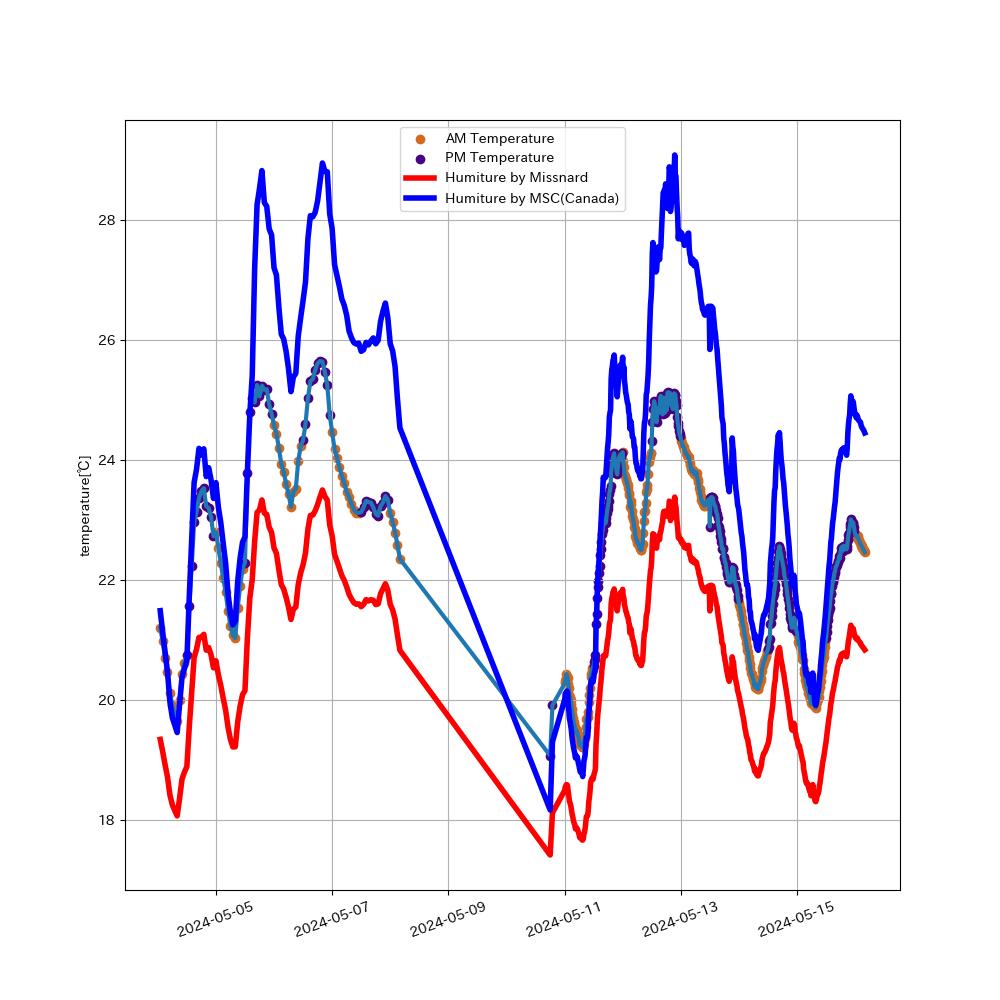 AM Temperature
PM Temperature
Humiture by Missnard
Humiture by MSC(Canada)
temperature[℃]
28
26
24
22
20
18
2024-05-05
2024-05-07
2024-05-09
2024-05-11
2024-05-13
2024-05-15